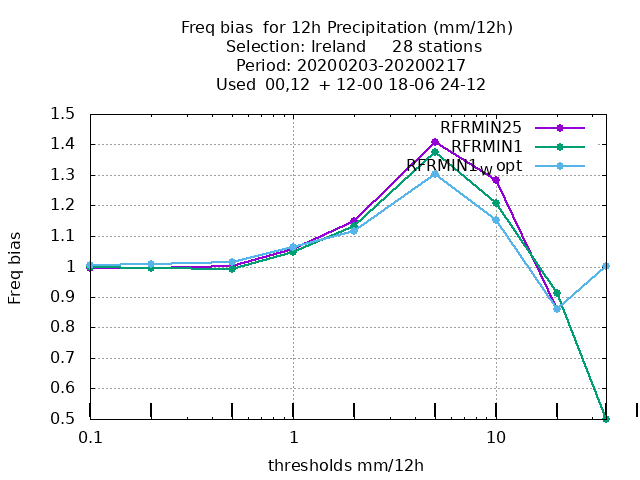 Freq bias  for 12h Precipitation (mm/12h)
Selection: Ireland     28 stations
Period: 20200203-20200217
Used  00,12  + 12-00 18-06 24-12
1.5
1.4
1.3
1.2
1.1
1
0.9
0.8
0.7
0.6
0.5
Freq bias
RFRMIN25
RFRMIN1
RFRMIN1wopt
0.1
1
10
thresholds mm/12h